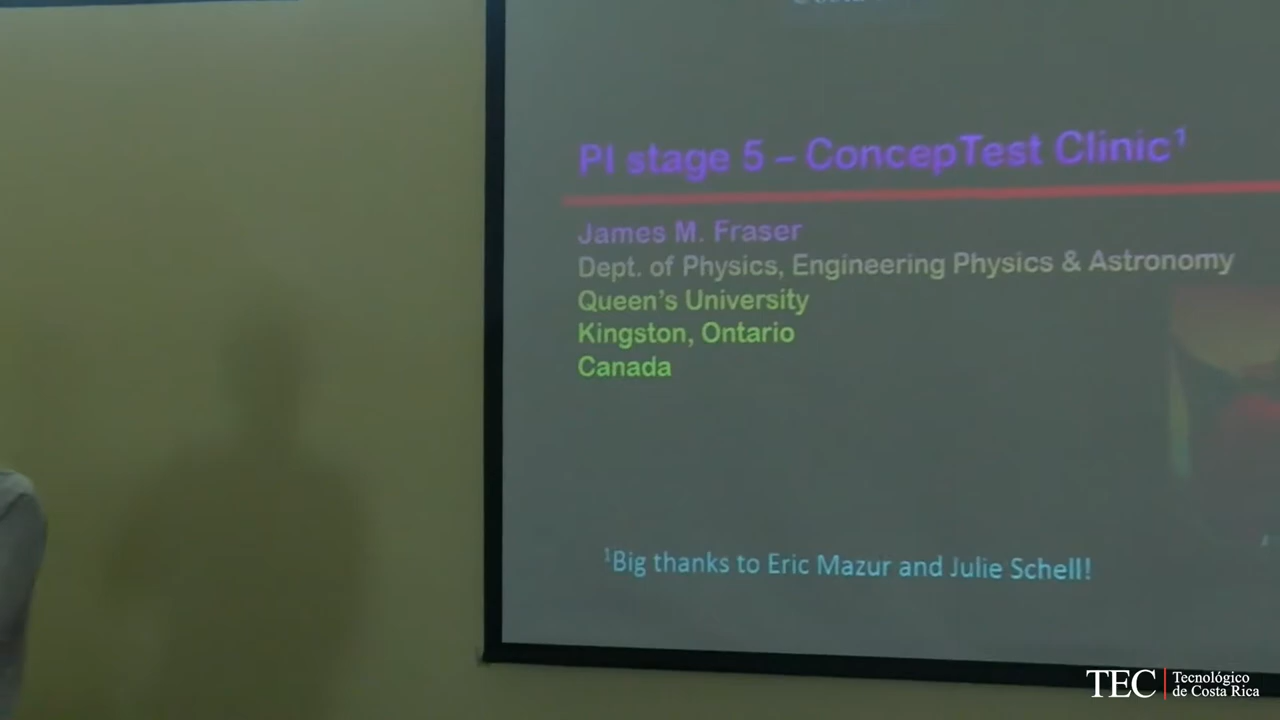 PI stage 5 – ConcepTest Clinic¹
James M. Fraser
Dept. of Physics, Engineering Physics & Astronomy
Queen's University
Kingston, Ontario
Canada
¹Big thanks to Eric Mazur and Julie Schell!
TEC | Tecnológico
de Costa Rica